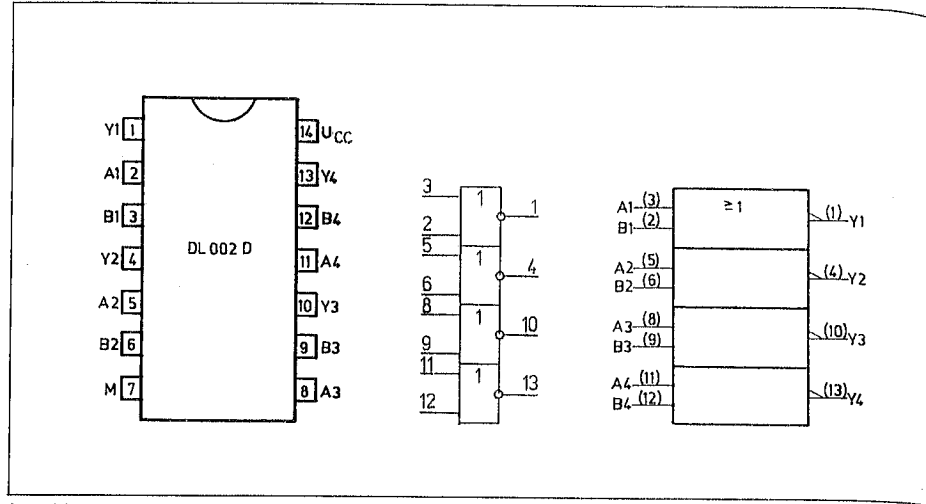 Y1 1 14 UCC
A1 2 13 Y4
B1 3 12 B4
Y2 4 11 A4
A2 5 10 Y3
B2 6 9 B3
M 7 8 A3
DL 002 D
3 1 1
2
5 1 4
6
8 1 10
9
11 1 13
12
≥1
A1 (3) (1) Y1
B1 (2)
A2 (5) (4) Y2
B2 (6)
A3 (8) (10) Y3
B3 (9)
A4 (11) (13) Y4
B4 (12)